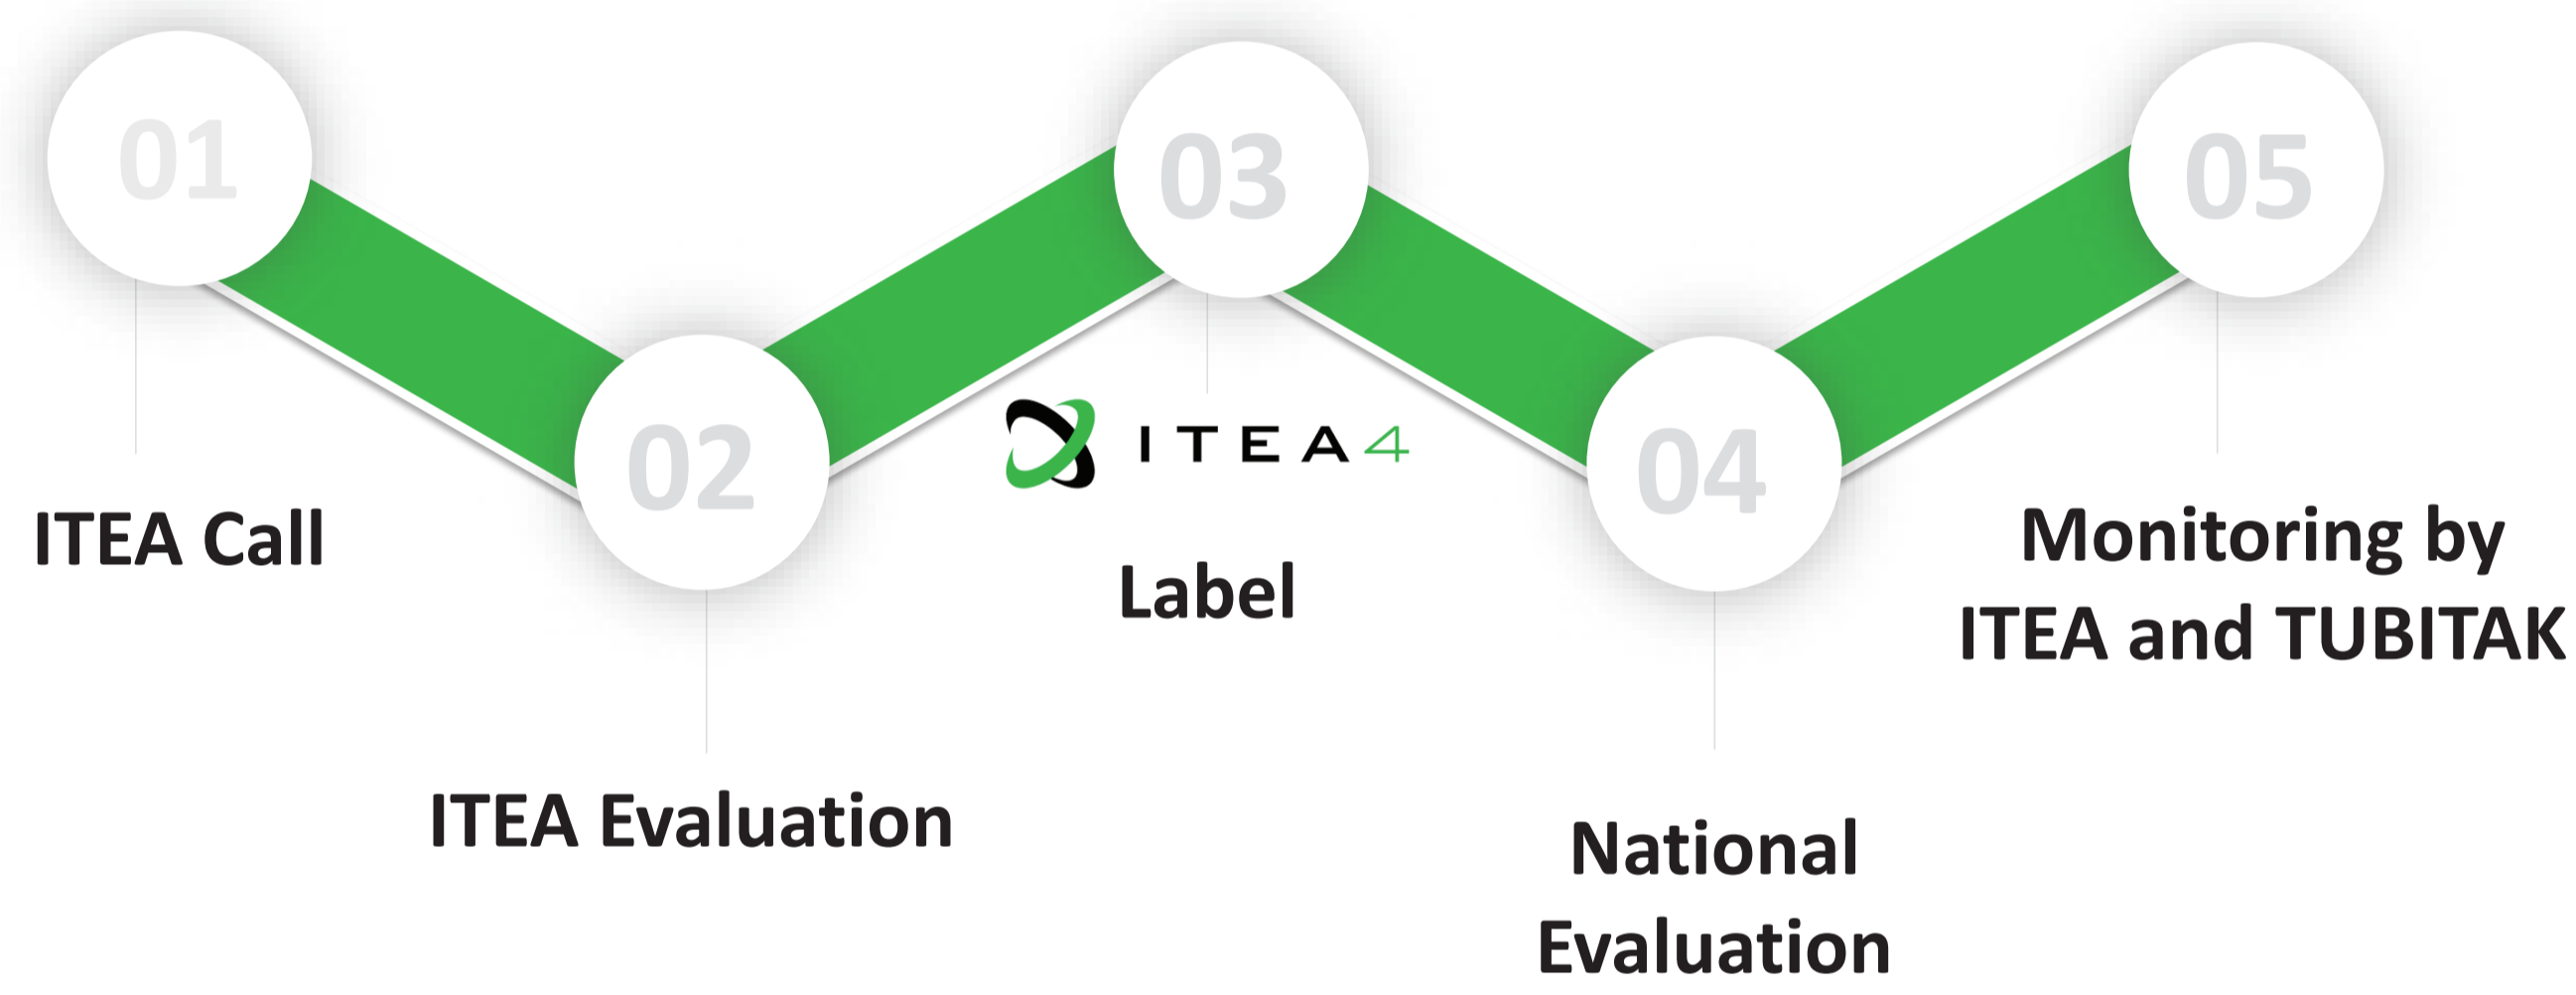 01
ITEA Call
02
ITEA Evaluation
03
ITEA4
Label
04
National
Evaluation
05
Monitoring by
ITEA and TUBITAK